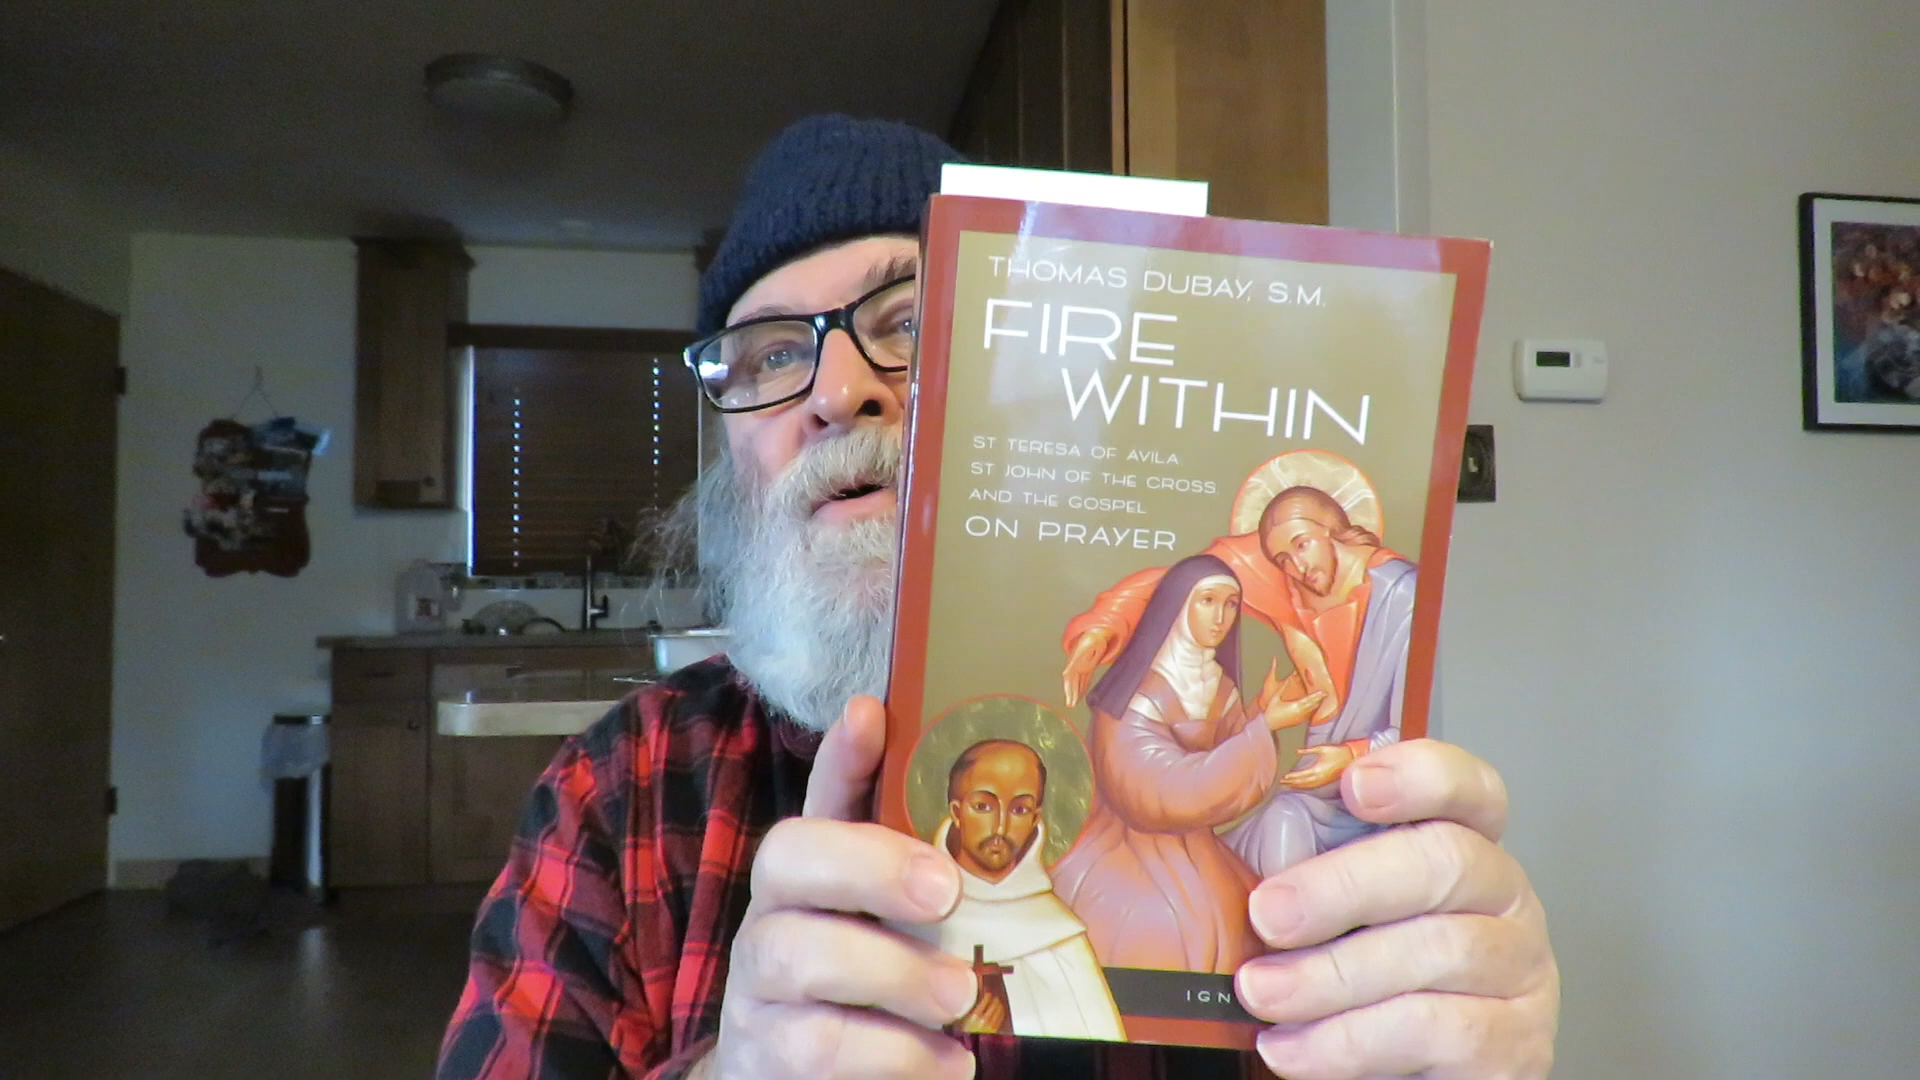 THOMAS DUBAY, S.M.
FIRE
WITHIN
ST TERESA OF AVILA,
ST JOHN OF THE CROSS,
AND THE GOSPEL
ON PRAYER
IGN